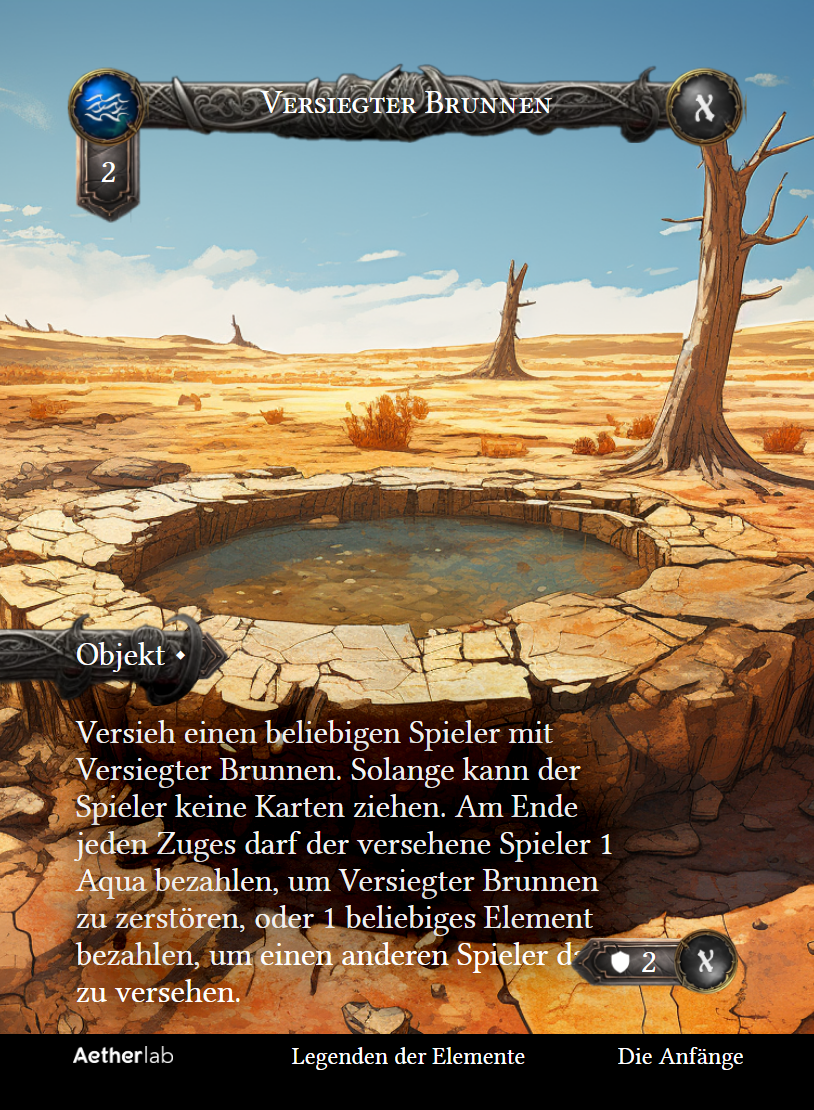 Versiegter Brunnen
2
Objekt
Versieh einen beliebigen Spieler mit
Versiegter Brunnen. Solange kann der
Spieler keine Karten ziehen. Am Ende
jeden Zuges darf der versehene Spieler 1
Aqua bezahlen, um Versiegter Brunnen
zu zerstören, oder 1 beliebiges Element
bezahlen, um einen anderen Spieler
zu versehen.
2
Aetherlab Legenden der Elemente Die Anfänge